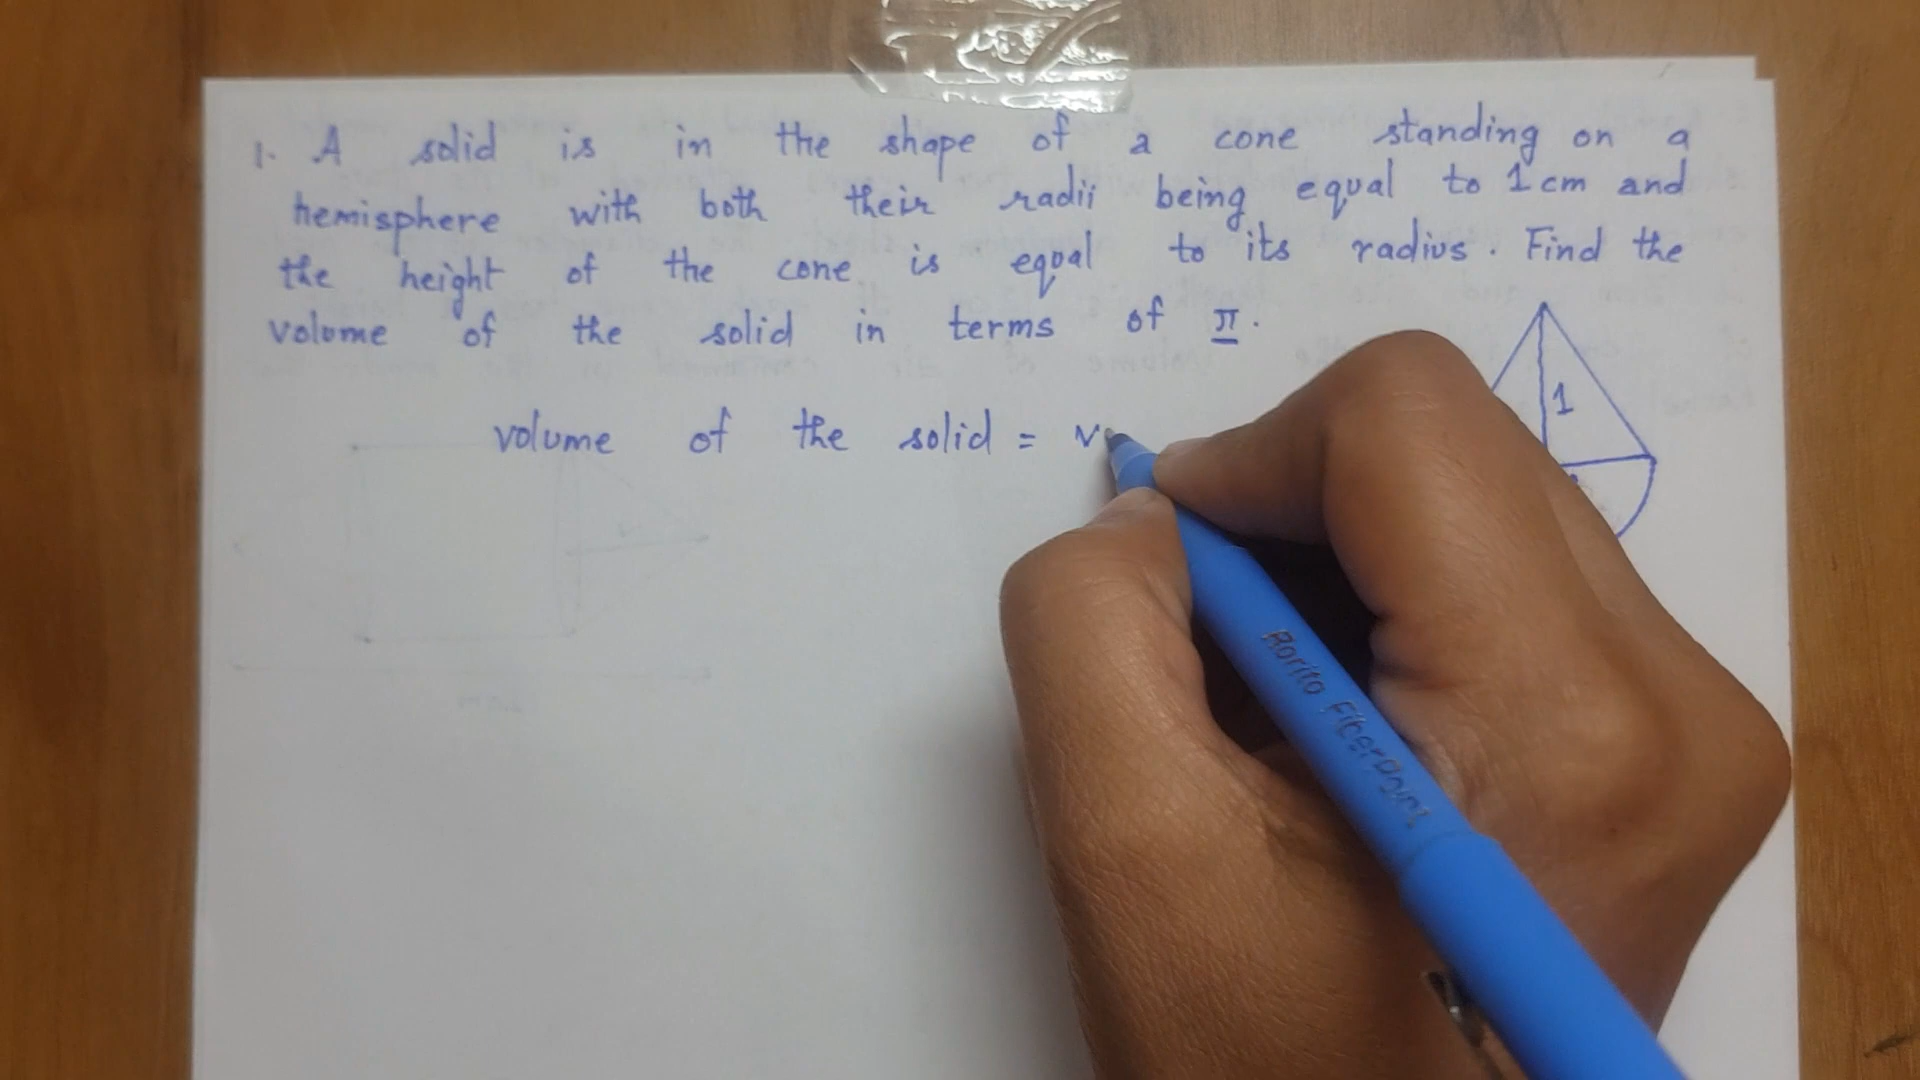 1. A solid is in the shape of a cone standing on a
hemisphere with both their radii being equal to 1 cm and
the height of the cone is equal to its radius. Find the
volume of the solid in terms of π.
1
volume of the solid = v
Rorito Fiberpoint